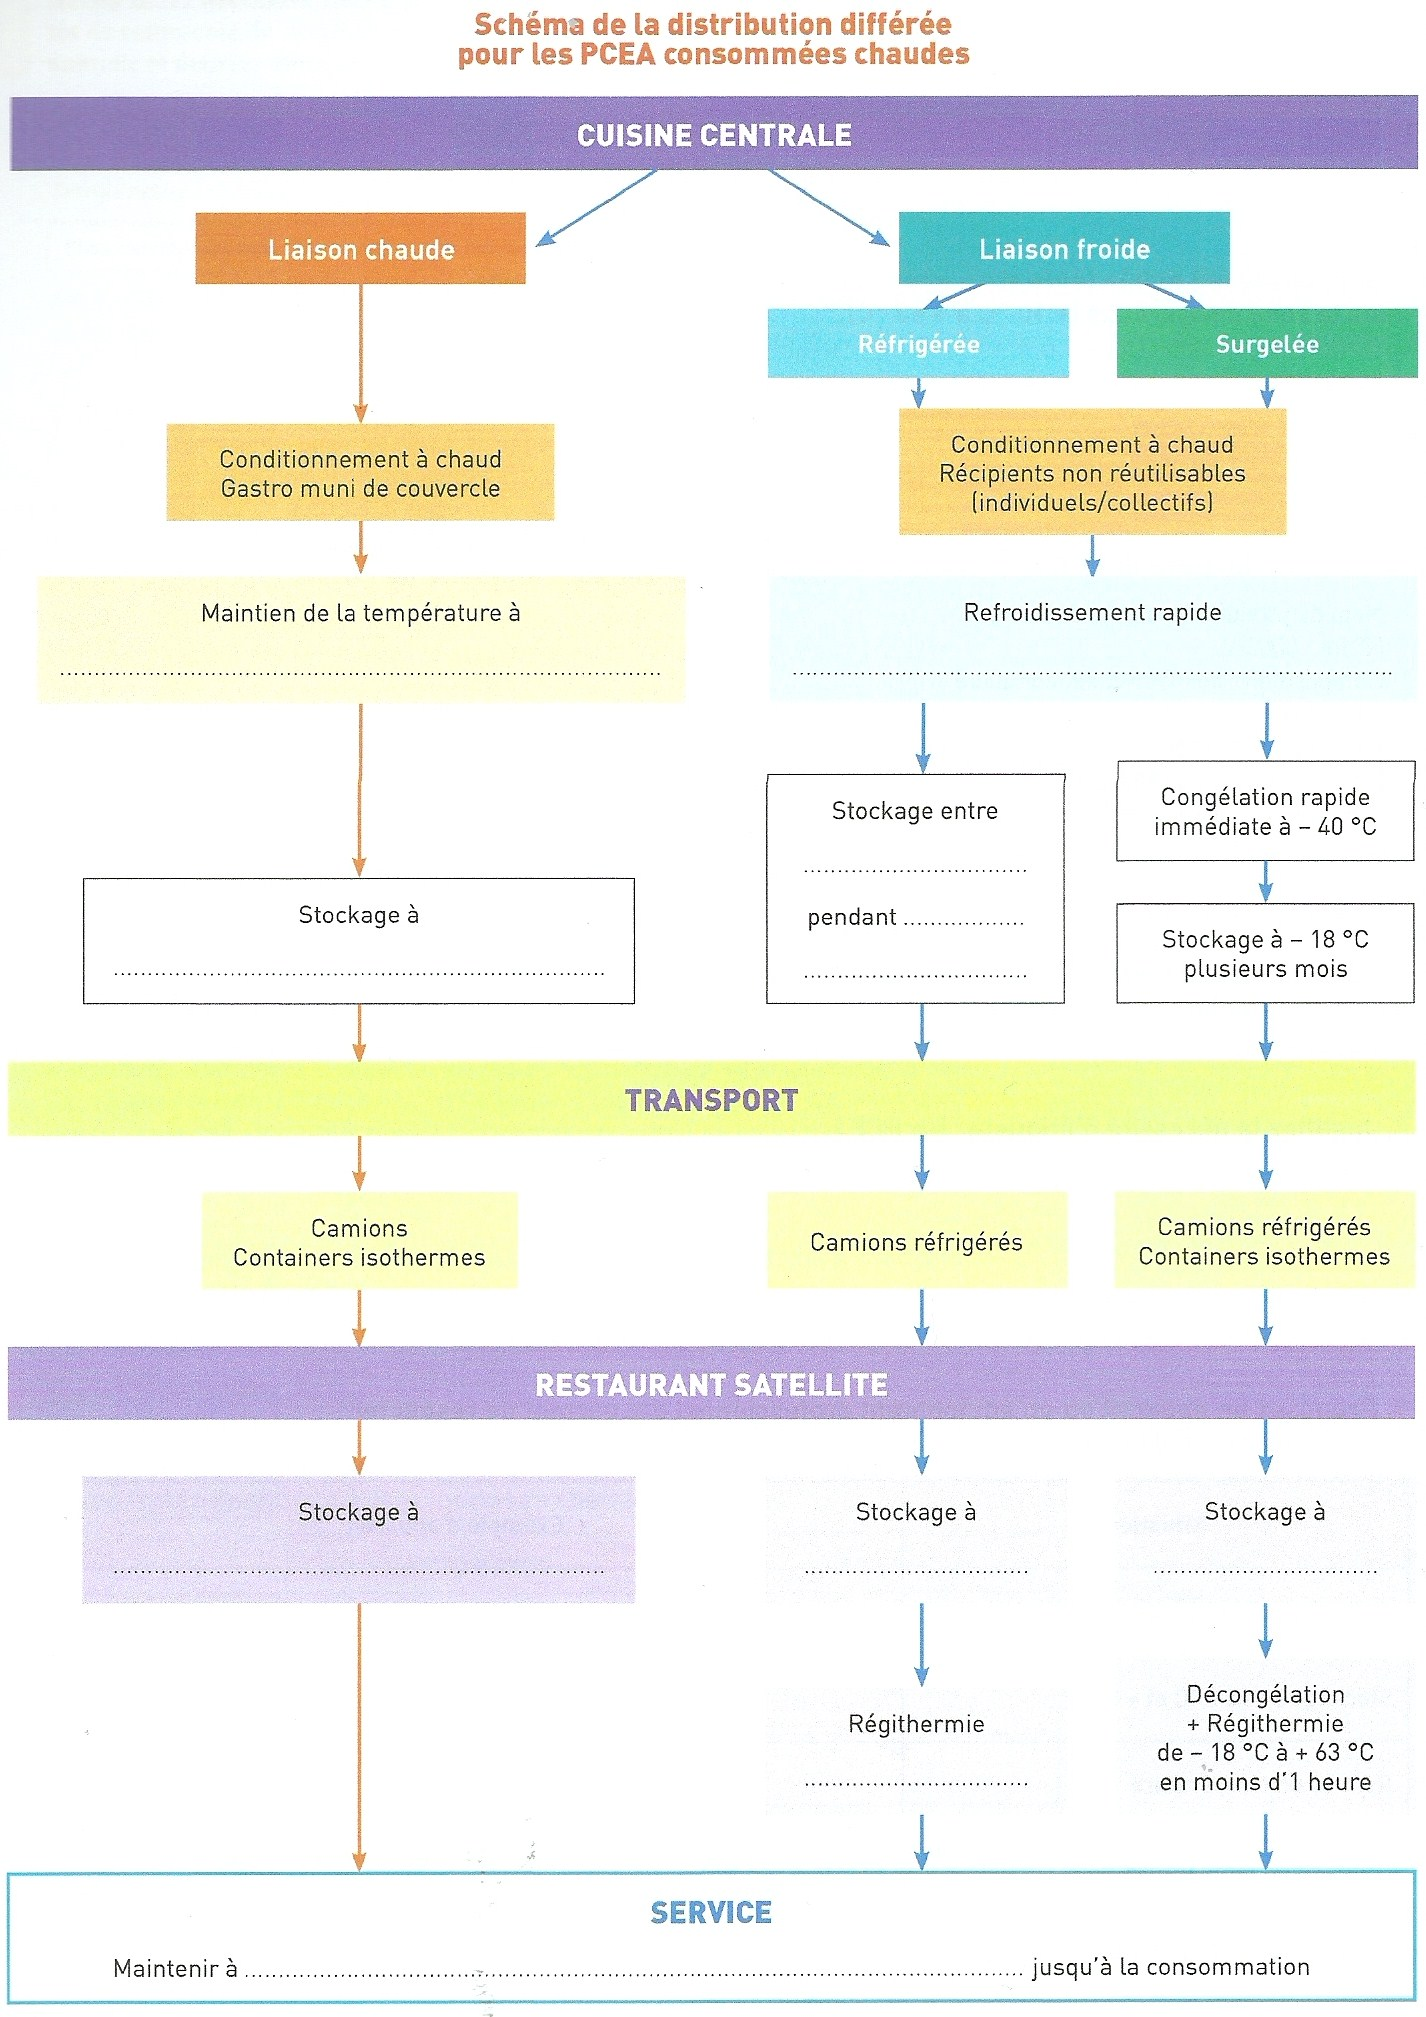 Schéma de la distribution différée
pour les PCEA consommées chaudes
CUISINE CENTRALE
Liaison chaude
Liaison froide
Réfrigérée
Surgelée
Conditionnement à chaud
Gastro muni de couvercle
Conditionnement à chaud
Récipients non réutilisables
(individuels/collectifs)
Maintien de la température à
Refroidissement rapide
Stockage entre
pendant
Congélation rapide
immédiate à – 40 °C
Stockage à
Stockage à – 18 °C
plusieurs mois
TRANSPORT
Camions
Containers isothermes
Camions réfrigérés
Camions réfrigérés
Containers isothermes
RESTAURANT SATELLITE
Stockage à
Stockage à
Stockage à
Régithermie
Décongélation
+ Régithermie
de – 18 °C à + 63 °C
en moins d'1 heure
SERVICE
Maintenir à ........ jusqu'à la consommation